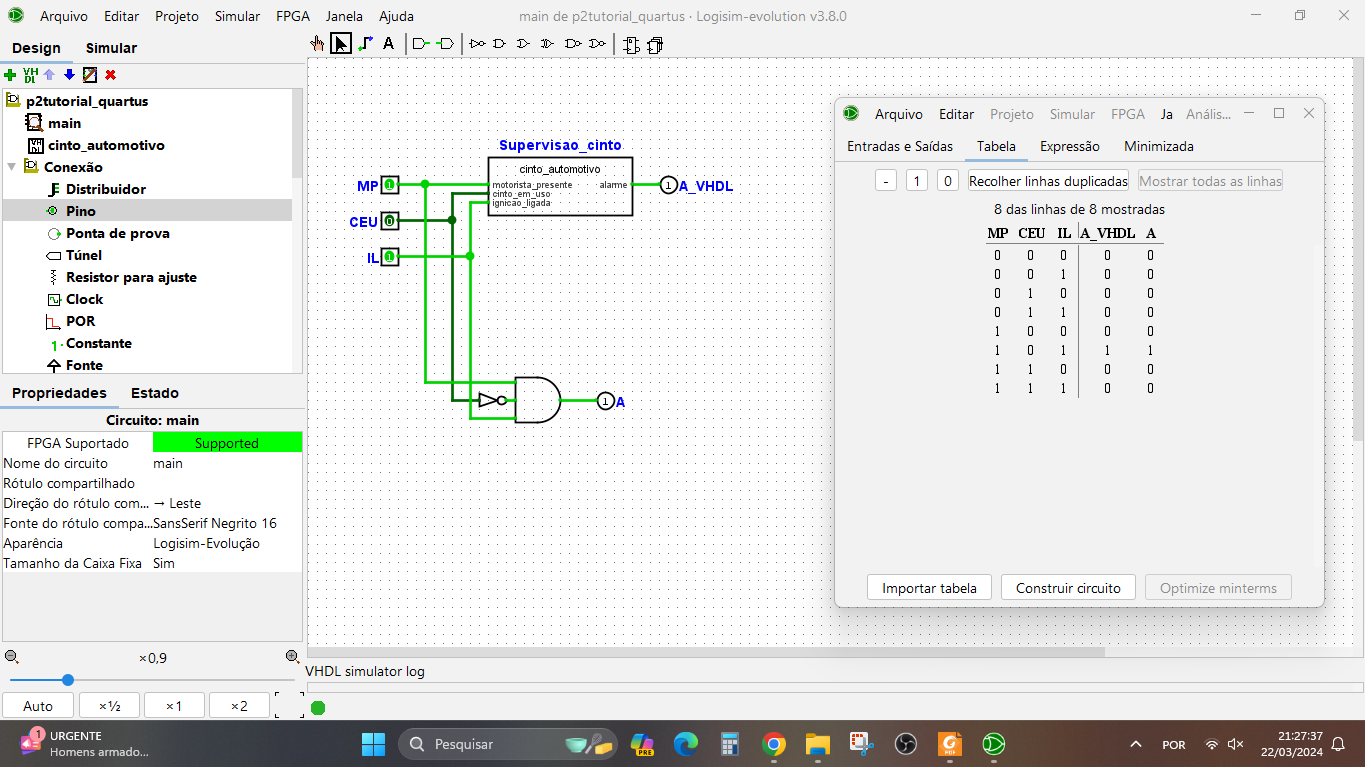 Arquivo Editar Projeto Simular FPGA Janela Ajuda main de p2tutorial_quartus · Logisim-evolution v3.8.0
Design Simular
A
VHDL
p2tutorial_quartus
main
cinto_automotivo
Conexão
Distribuidor
Pino
Ponta de prova
Túnel
Resistor para ajuste
Clock
POR
1 Constante
Fonte
Propriedades Estado
Circuito: main
FPGA Suportado Supported
Nome do circuito main
Rótulo compartilhado
Direção do rótulo com... → Leste
Fonte do rótulo compa...SansSerif Negrito 16
Aparência Logisim-Evolução
Tamanho da Caixa Fixa Sim
×0,9
Auto ×½ ×1 ×2
Supervisao_cinto
cinto_automotivo
motorista_presente alarme
cinto_em_uso
ignicao_ligada
MP 1
CEU 0
IL 1
1 A_VHDL
1 A
Arquivo Editar Projeto Simular FPGA Ja Anális...
Entradas e Saídas Tabela Expressão Minimizada
- 1 0 Recolher linhas duplicadas Mostrar todas as linhas
8 das linhas de 8 mostradas
MP CEU IL A_VHDL A
0 0 0 0 0
0 0 1 0 0
0 1 0 0 0
0 1 1 0 0
1 0 0 0 0
1 0 1 1 1
1 1 0 0 0
1 1 1 0 0
Importar tabela Construir circuito Optimize minterms
VHDL simulator log
1 URGENTE
Homens armado...
Pesquisar
PRE
POR
21:27:37
22/03/2024